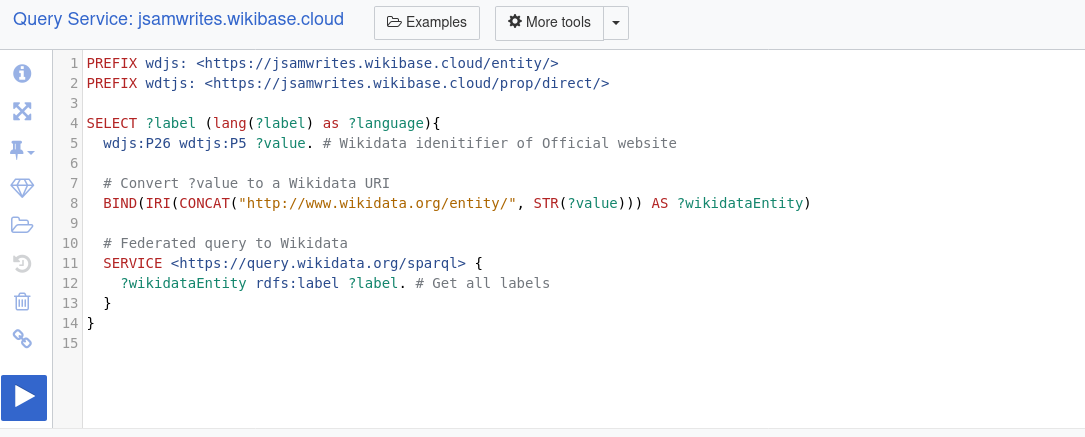 Query Service: jsamwrites.wikibase.cloud Examples More tools
1 PREFIX wdjs: <https://jsamwrites.wikibase.cloud/entity/>
2 PREFIX wdtjs: <https://jsamwrites.wikibase.cloud/prop/direct/>
3
4 SELECT ?label (lang(?label) as ?language){
5   wdjs:P26 wdtjs:P5 ?value. # Wikidata idenitifier of Official website
6
7   # Convert ?value to a Wikidata URI
8   BIND(IRI(CONCAT("http://www.wikidata.org/entity/", STR(?value))) AS ?wikidataEntity)
9
10   # Federated query to Wikidata
11   SERVICE <https://query.wikidata.org/sparql> {
12     ?wikidataEntity rdfs:label ?label. # Get all labels
13   }
14 }
15